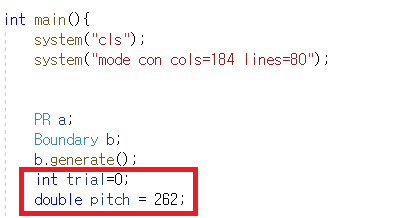 int main(){
system("cls");
system("mode con cols=184 lines=80");
PR a;
Boundary b;
b.generate();
int trial=0;
double pitch = 262;